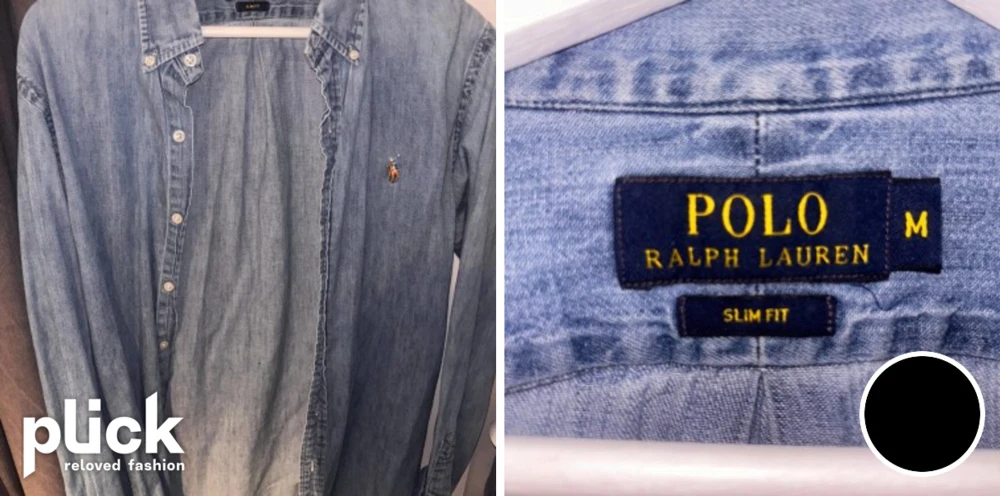 plick
reloved fashion
POLO
RALPH LAUREN
M
SLIM FIT